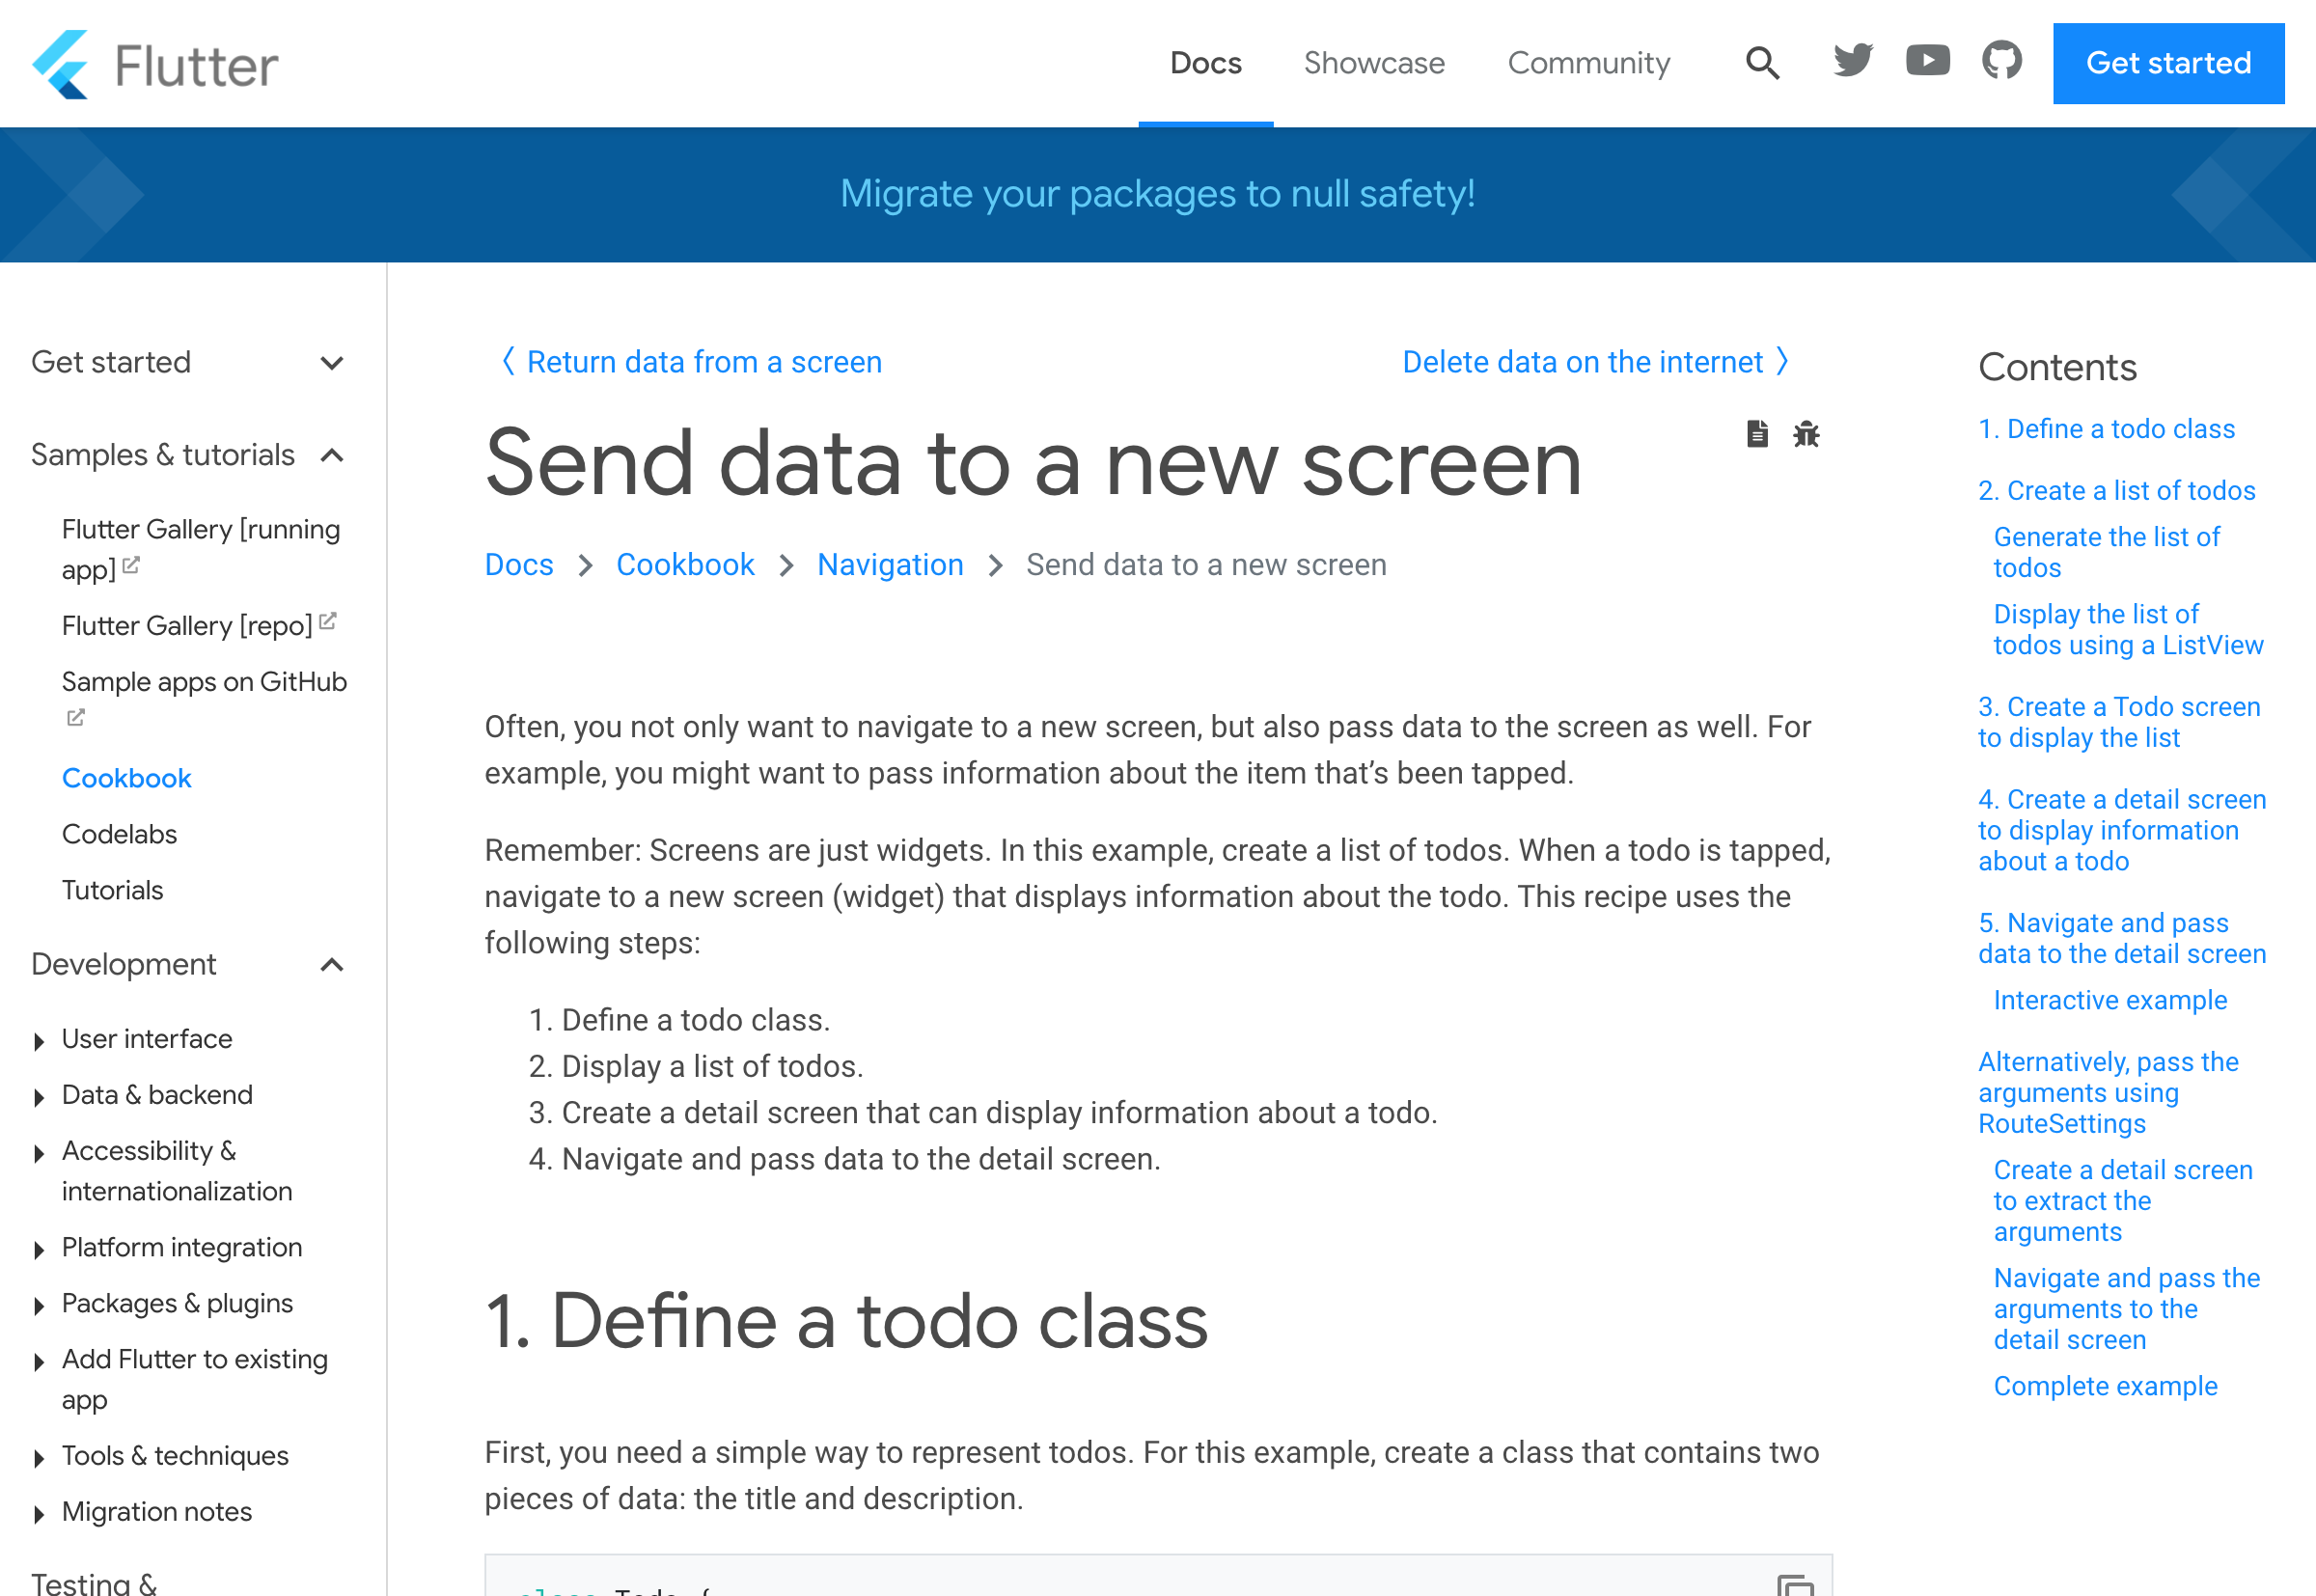 Flutter
Docs
Showcase
Community
Get started
Migrate your packages to null safety!
Get started
Samples & tutorials
Flutter Gallery [running
app]
Flutter Gallery [repo]
Sample apps on GitHub
Cookbook
Codelabs
Tutorials
Development
User interface
Data & backend
Accessibility &
internationalization
Platform integration
Packages & plugins
Add Flutter to existing
app
Tools & techniques
Migration notes
Testing &
〈 Return data from a screen
Delete data on the internet 〉
Send data to a new screen
Docs
Cookbook
Navigation
Send data to a new screen
Often, you not only want to navigate to a new screen, but also pass data to the screen as well. For
example, you might want to pass information about the item that’s been tapped.
Remember: Screens are just widgets. In this example, create a list of todos. When a todo is tapped,
navigate to a new screen (widget) that displays information about the todo. This recipe uses the
following steps:
1. Define a todo class.
2. Display a list of todos.
3. Create a detail screen that can display information about a todo.
4. Navigate and pass data to the detail screen.
1. Define a todo class
First, you need a simple way to represent todos. For this example, create a class that contains two
pieces of data: the title and description.
class Todo {
Contents
1. Define a todo class
2. Create a list of todos
Generate the list of
todos
Display the list of
todos using a ListView
3. Create a Todo screen
to display the list
4. Create a detail screen
to display information
about a todo
5. Navigate and pass
data to the detail screen
Interactive example
Alternatively, pass the
arguments using
RouteSettings
Create a detail screen
to extract the
arguments
Navigate and pass the
arguments to the
detail screen
Complete example